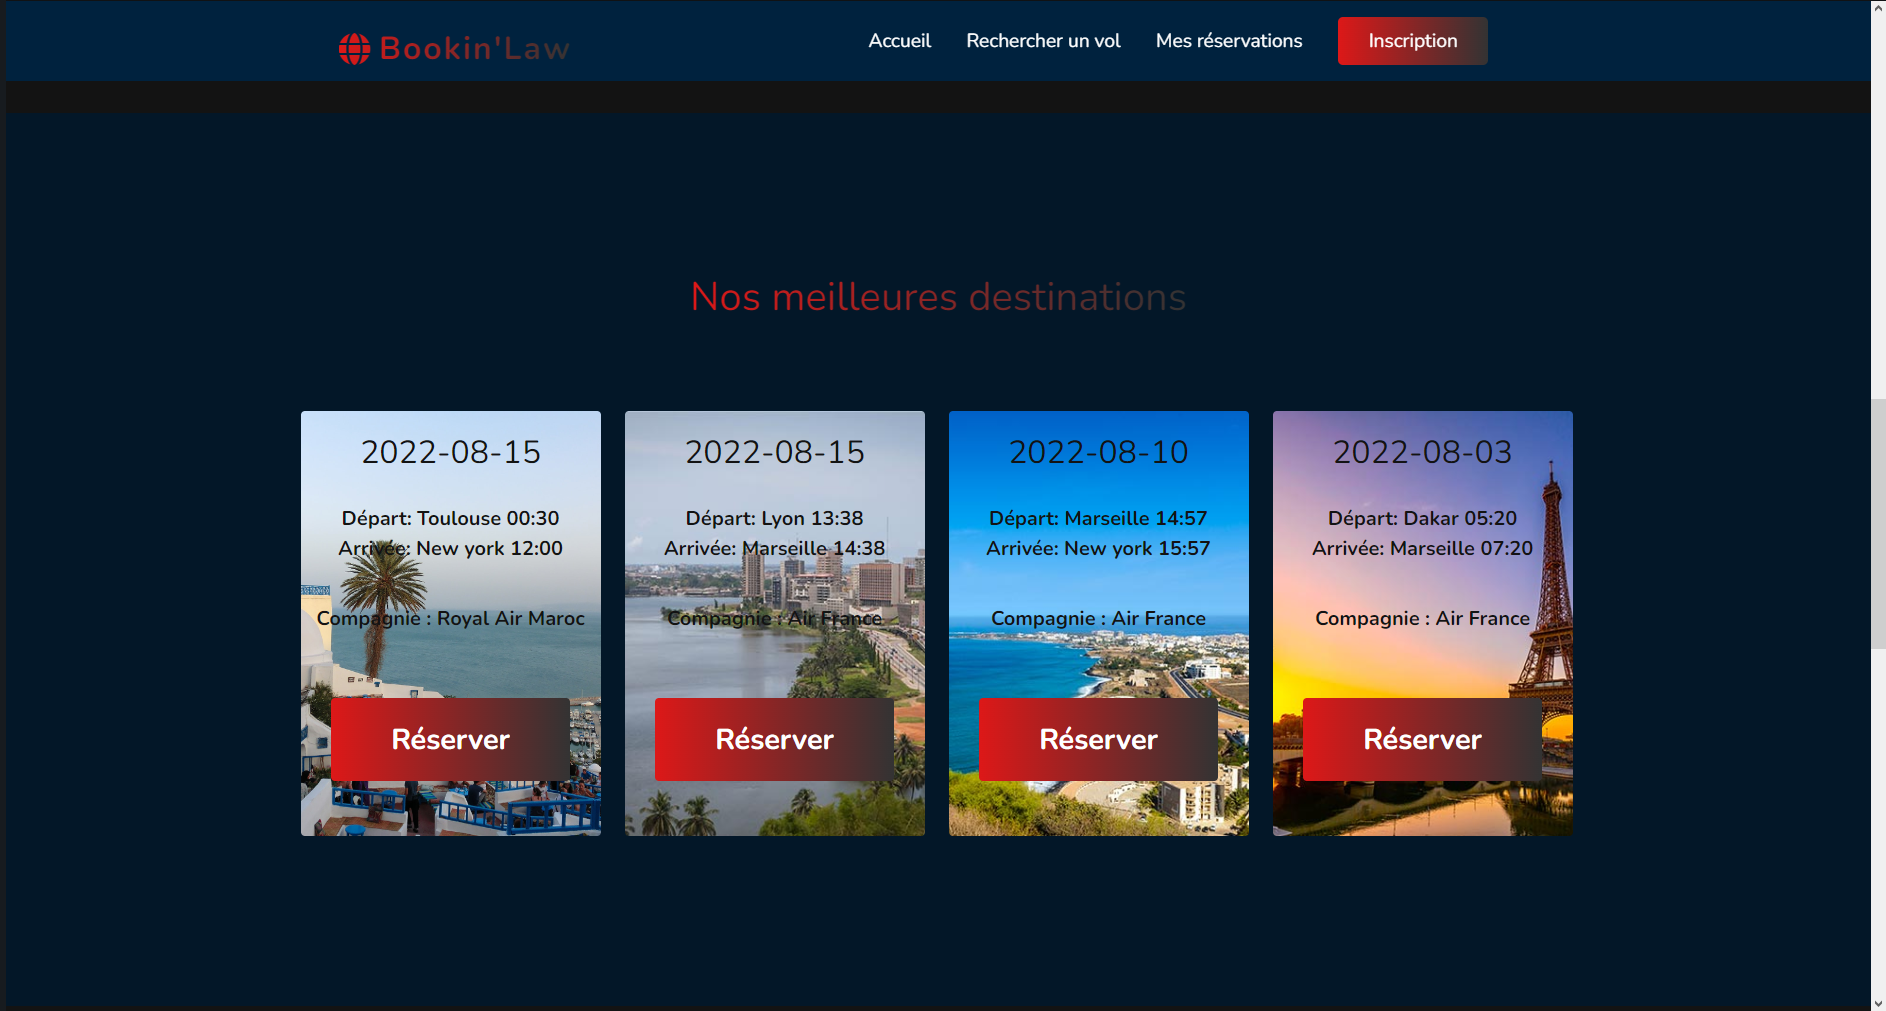 Bookin'Law
Accueil
Rechercher un vol
Mes réservations
Inscription
Nos meilleures destinations
2022-08-15
Départ: Toulouse 00:30
Arrivée: New york 12:00
Compagnie : Royal Air Maroc
Réserver
2022-08-15
Départ: Lyon 13:38
Arrivée: Marseille 14:38
Compagnie : Air France
Réserver
2022-08-10
Départ: Marseille 14:57
Arrivée: New york 15:57
Compagnie : Air France
Réserver
2022-08-03
Départ: Dakar 05:20
Arrivée: Marseille 07:20
Compagnie : Air France
Réserver